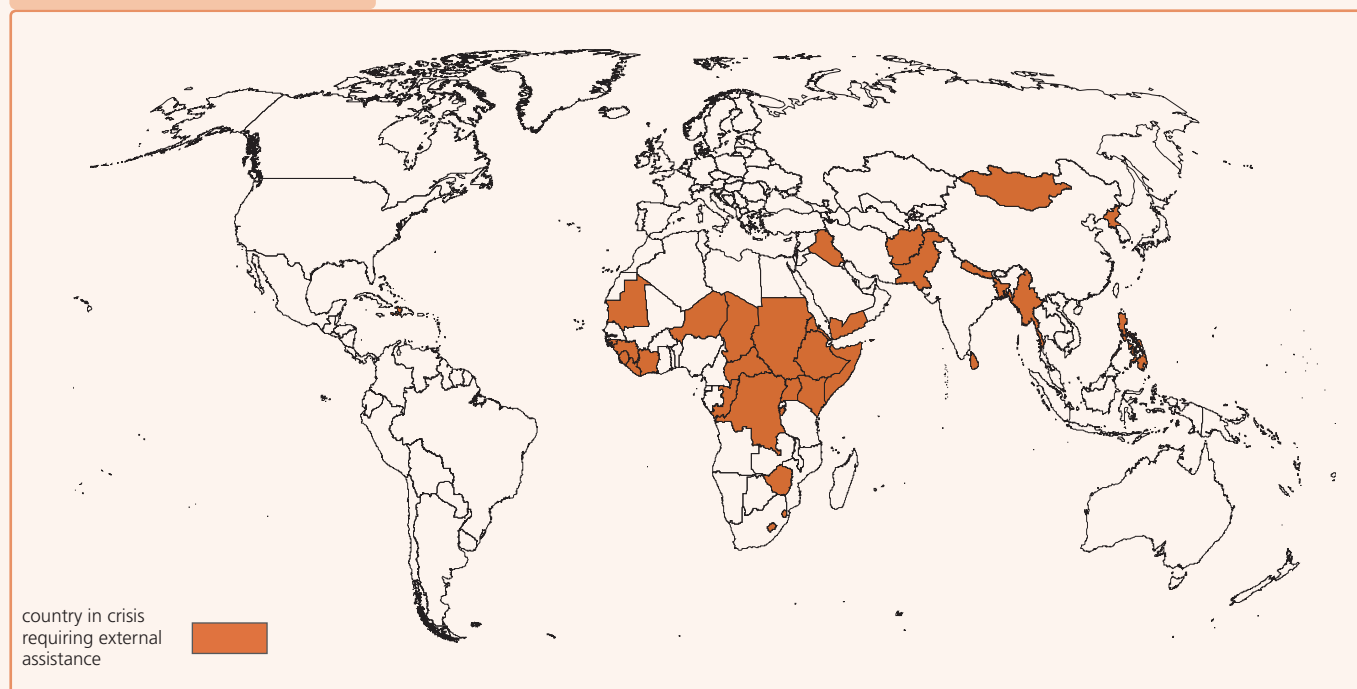 country in crisis
requiring external
assistance